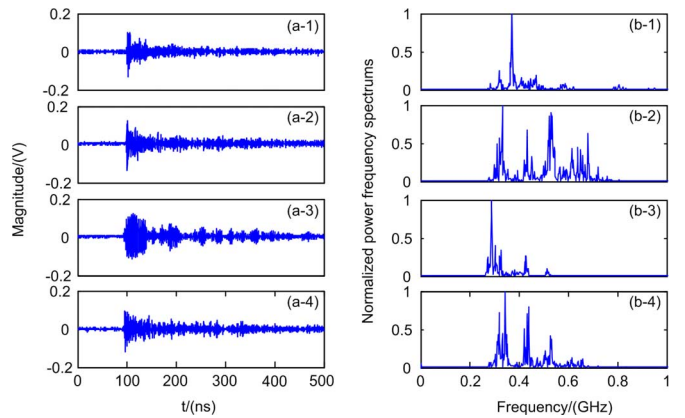 0.2
0
-0.2
(a-1)
0.2
0
-0.2
(a-2)
0.2
0
-0.2
(a-3)
0.2
0
-0.2
(a-4)
0 100 200 300 400 500
t/(ns)
Magnitude/(V)
1
0.5
0
(b-1)
1
0.5
0
(b-2)
1
0.5
0
(b-3)
1
0.5
0
(b-4)
0 0.2 0.4 0.6 0.8 1
Frequency/(GHz)
Normalized power frequency spectrums